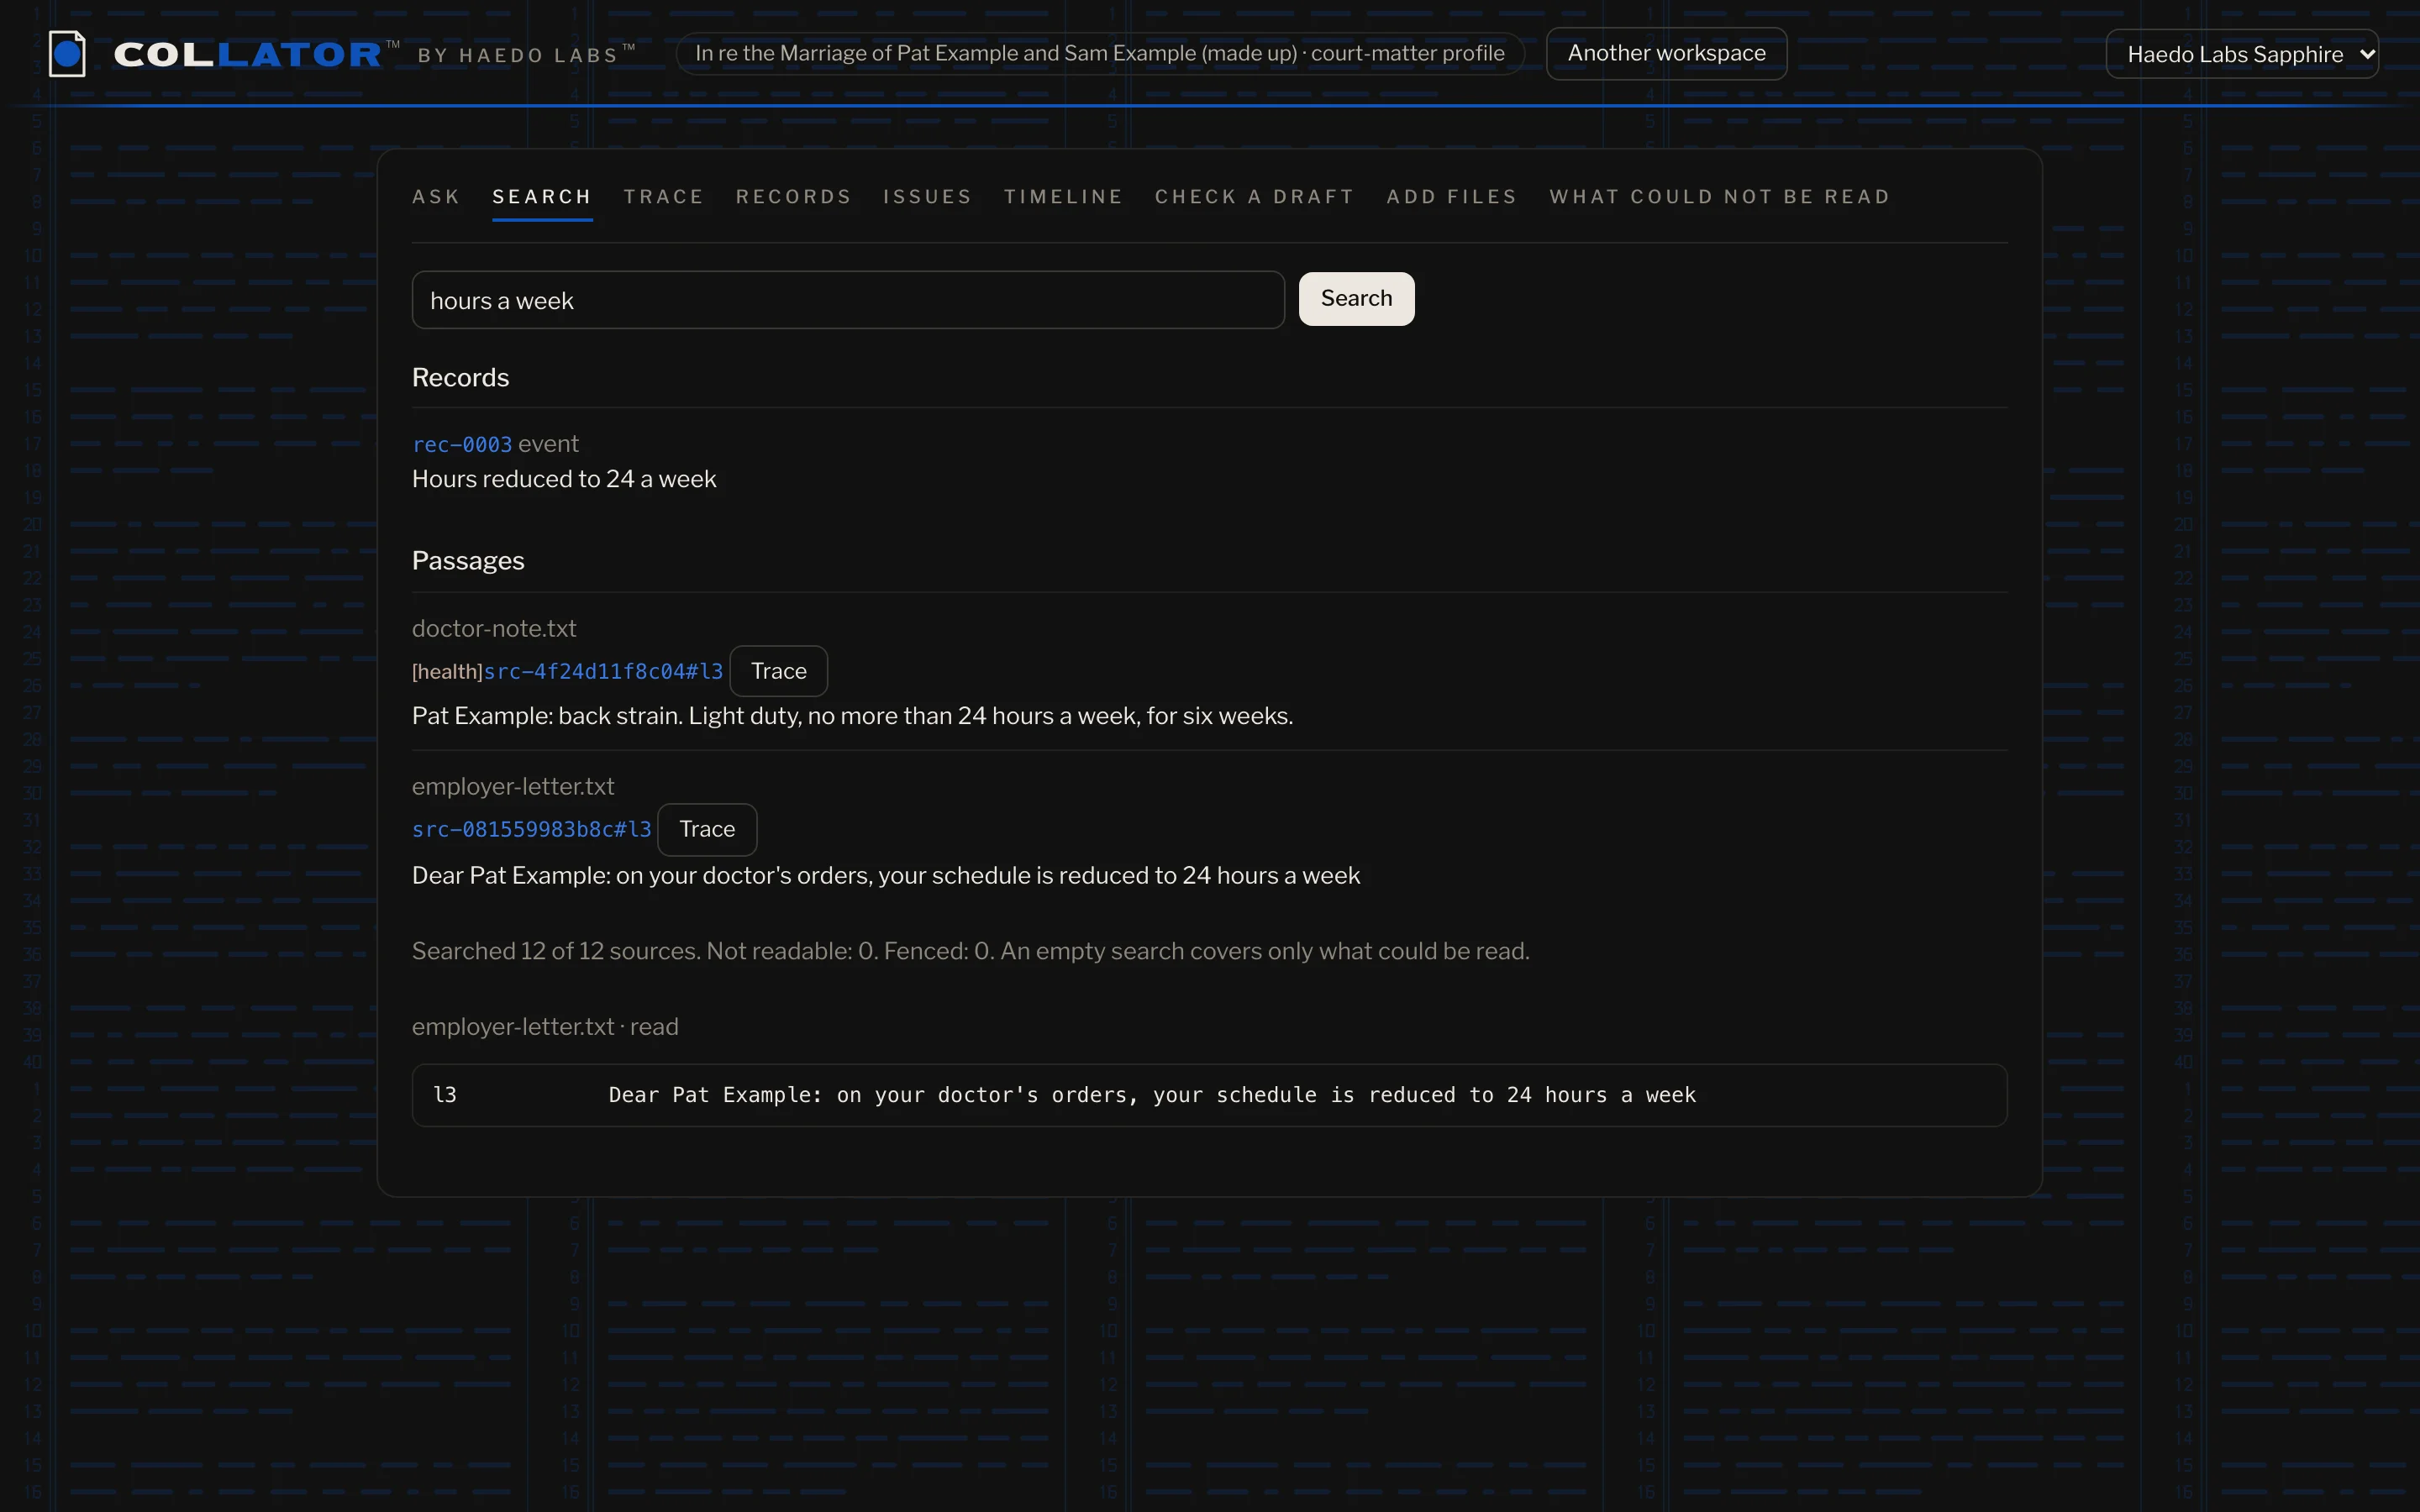 COLLATOR™ BY HAEDO LABS™
In re the Marriage of Pat Example and Sam Example (made up) · court-matter profile
Another workspace
Haedo Labs Sapphire
ASK SEARCH TRACE RECORDS ISSUES TIMELINE CHECK A DRAFT ADD FILES WHAT COULD NOT BE READ
hours a week
Search
Records
rec-0003 event
Hours reduced to 24 a week
Passages
doctor-note.txt
[health]src-4f24d11f8c04#l3 Trace
Pat Example: back strain. Light duty, no more than 24 hours a week, for six weeks.
employer-letter.txt
src-081559983b8c#l3 Trace
Dear Pat Example: on your doctor's orders, your schedule is reduced to 24 hours a week
Searched 12 of 12 sources. Not readable: 0. Fenced: 0. An empty search covers only what could be read.
employer-letter.txt · read
l3 Dear Pat Example: on your doctor's orders, your schedule is reduced to 24 hours a week